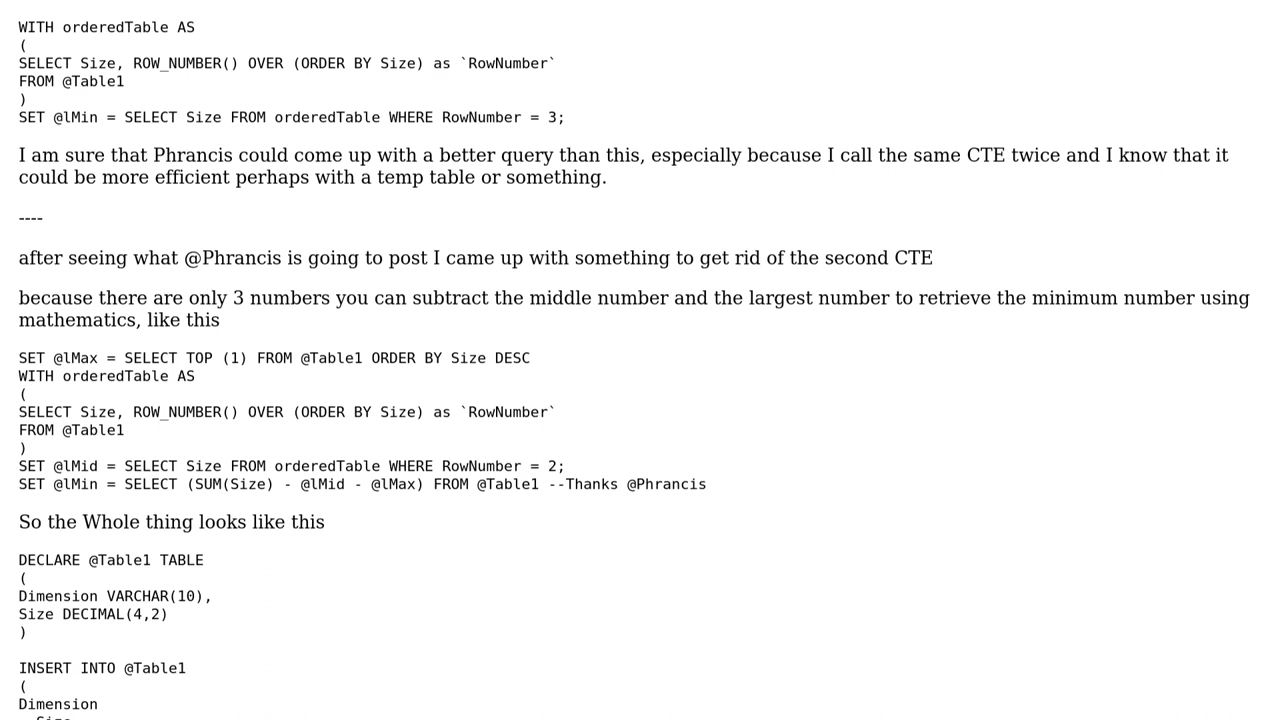 WITH orderedTable AS
(
SELECT Size, ROW_NUMBER() OVER (ORDER BY Size) as `RowNumber`
FROM @Table1
)
SET @lMin = SELECT Size FROM orderedTable WHERE RowNumber = 3;
I am sure that Phrancis could come up with a better query than this, especially because I call the same CTE twice and I know that it
could be more efficient perhaps with a temp table or something.
----
after seeing what @Phrancis is going to post I came up with something to get rid of the second CTE
because there are only 3 numbers you can subtract the middle number and the largest number to retrieve the minimum number using
mathematics, like this
SET @lMax = SELECT TOP (1) FROM @Table1 ORDER BY Size DESC
WITH orderedTable AS
(
SELECT Size, ROW_NUMBER() OVER (ORDER BY Size) as `RowNumber`
FROM @Table1
)
SET @lMid = SELECT Size FROM orderedTable WHERE RowNumber = 2;
SET @lMin = SELECT (SUM(Size) - @lMid - @lMax) FROM @Table1 --Thanks @Phrancis
So the Whole thing looks like this
DECLARE @Table1 TABLE
(
Dimension VARCHAR(10),
Size DECIMAL(4,2)
)
INSERT INTO @Table1
(
Dimension